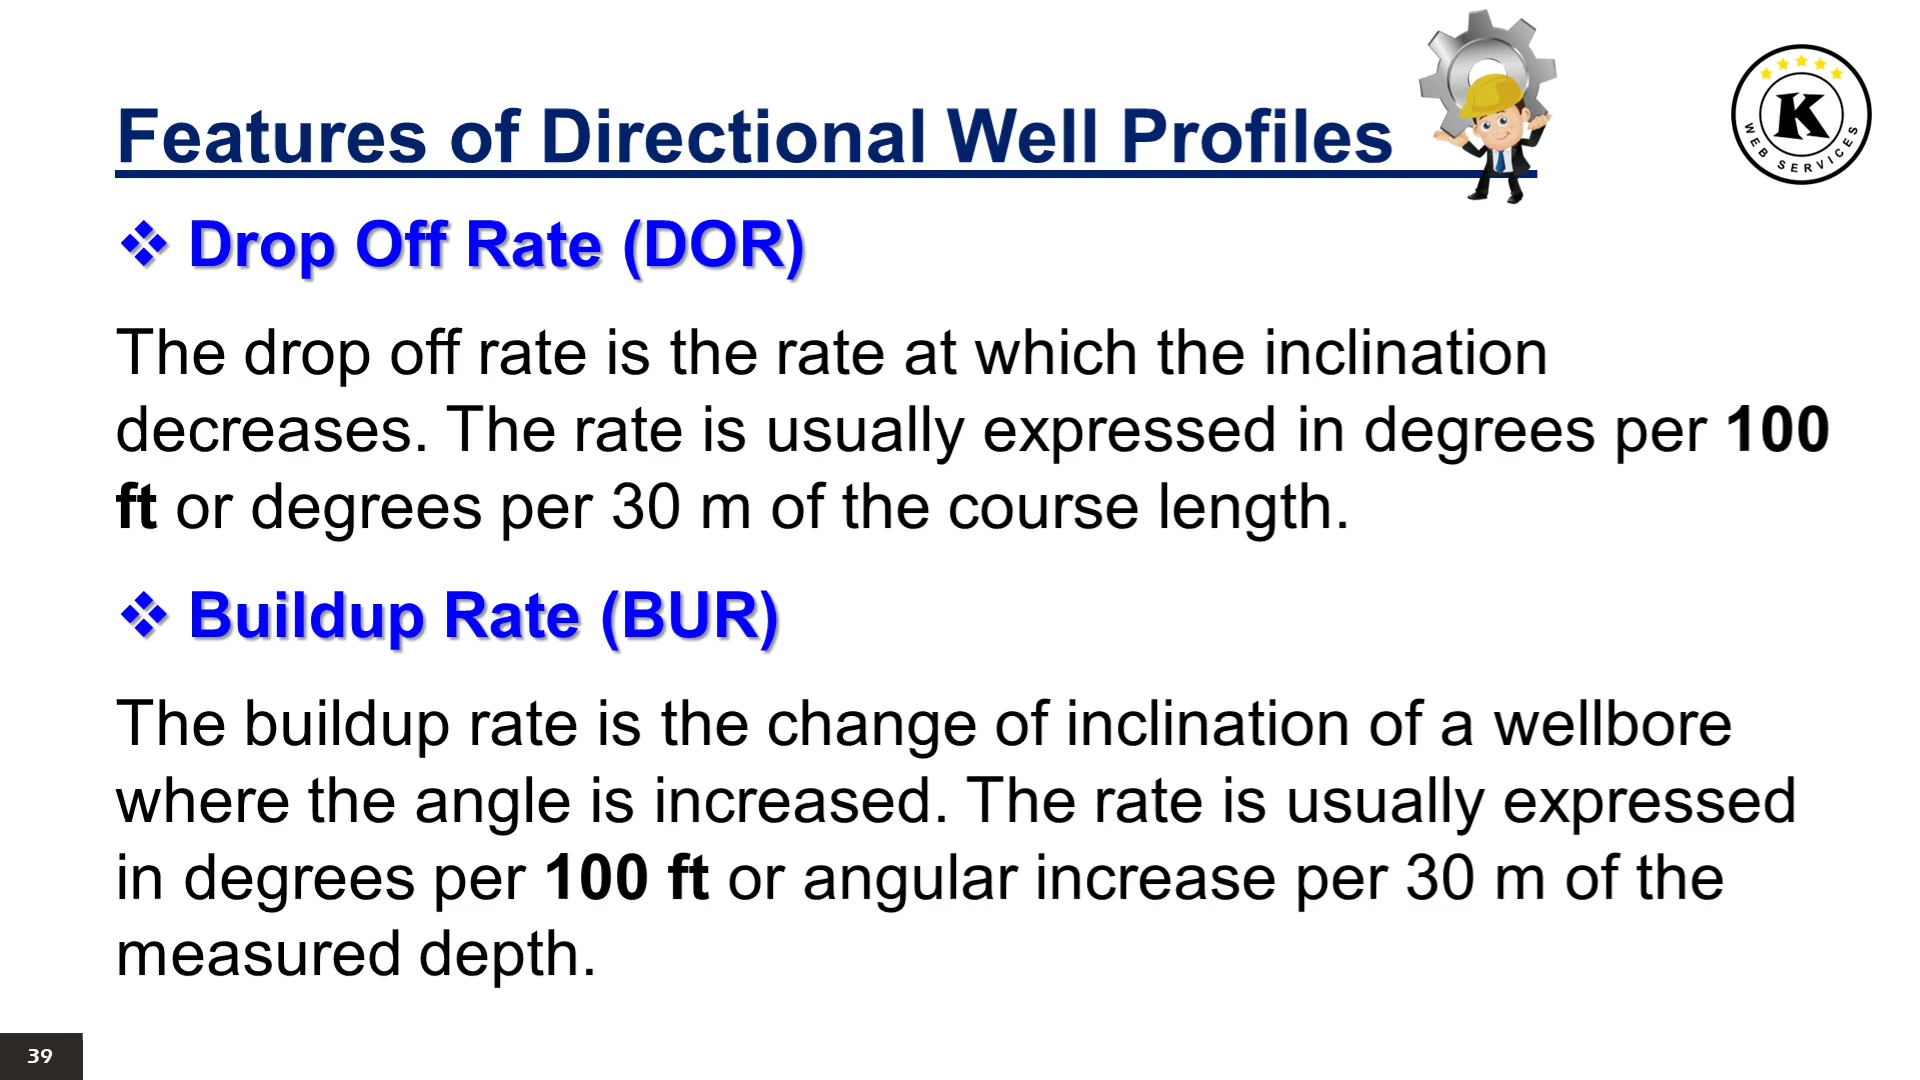 Features of Directional Well Profiles
K
WEB SERVICES
❖ Drop Off Rate (DOR)
The drop off rate is the rate at which the inclination
decreases. The rate is usually expressed in degrees per 100
ft or degrees per 30 m of the course length.
❖ Buildup Rate (BUR)
The buildup rate is the change of inclination of a wellbore
where the angle is increased. The rate is usually expressed
in degrees per 100 ft or angular increase per 30 m of the
measured depth.
39